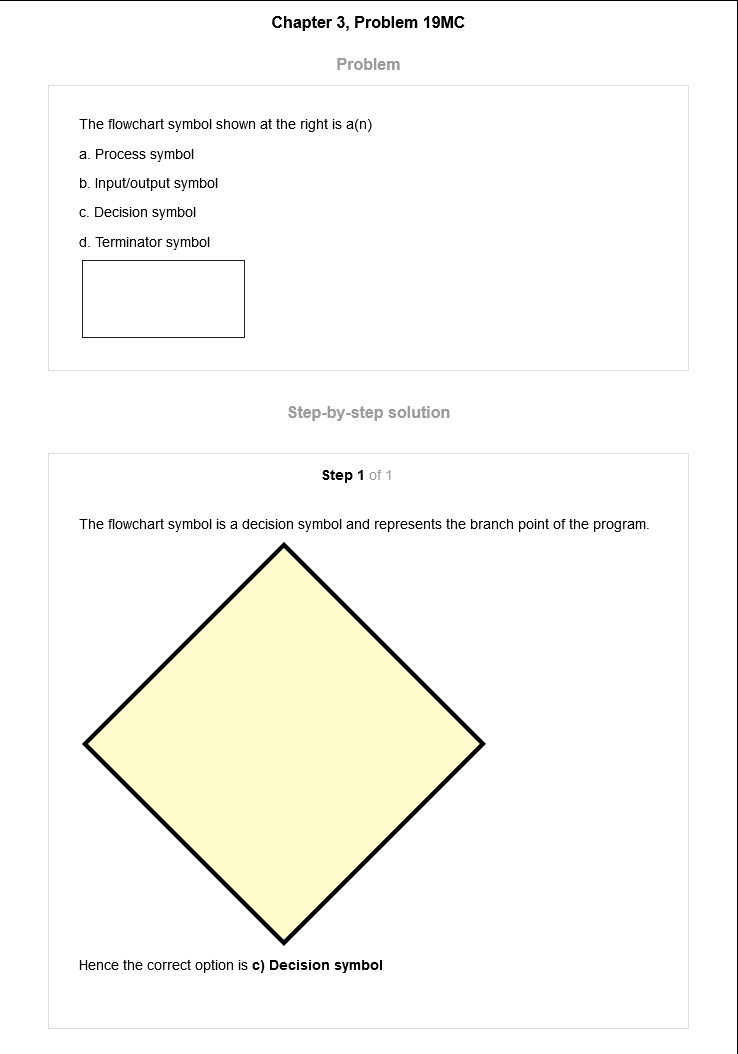 Chapter 3, Problem 19MC
Problem
The flowchart symbol shown at the right is a(n)
a. Process symbol
b. Input/output symbol
c. Decision symbol
d. Terminator symbol
Step-by-step solution
Step 1 of 1
The flowchart symbol is a decision symbol and represents the branch point of the program.
Hence the correct option is c) Decision symbol